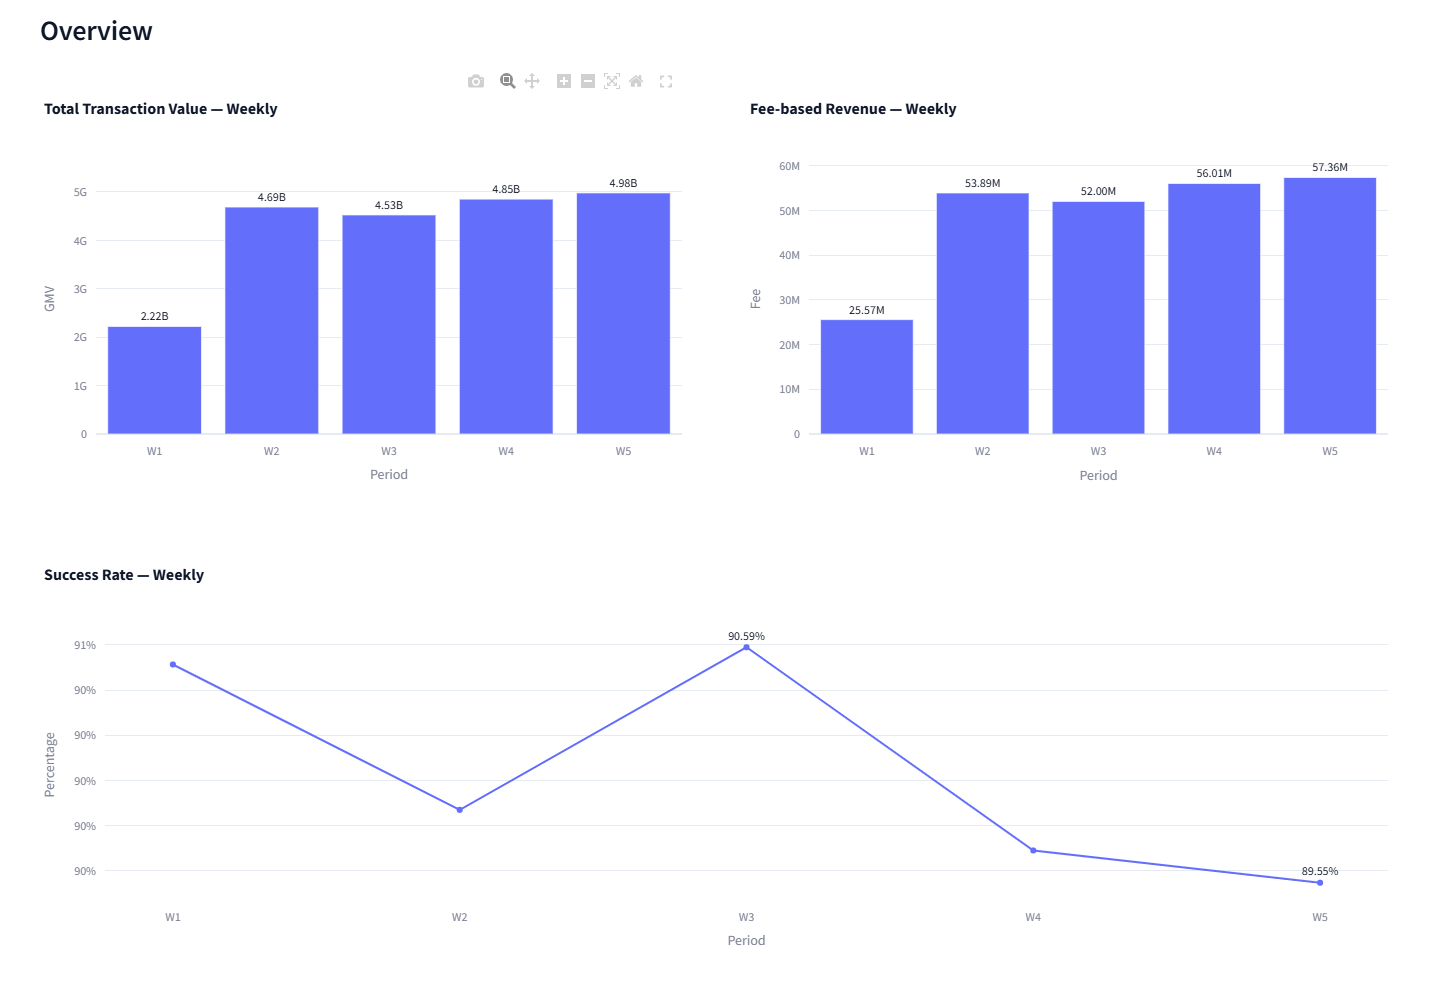 Overview
Total Transaction Value — Weekly
GMV
5G
4G
3G
2G
1G
0
2.22B
4.69B
4.53B
4.85B
4.98B
W1
W2
W3
W4
W5
Period
Fee-based Revenue — Weekly
Fee
60M
50M
40M
30M
20M
10M
0
25.57M
53.89M
52.00M
56.01M
57.36M
W1
W2
W3
W4
W5
Period
Success Rate — Weekly
Percentage
91%
90%
90%
90%
90%
90%
90.59%
89.55%
W1
W2
W3
W4
W5
Period